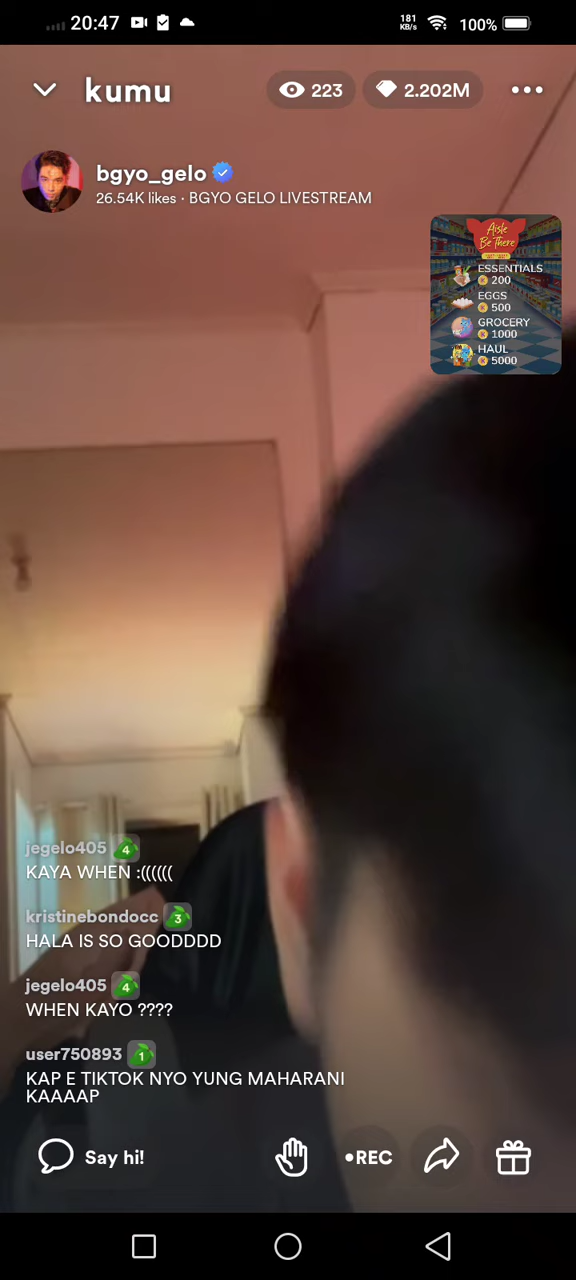 20:47
181
KB/s
100%
kumu
223
2.202M
bgyo_gelo
26.54K likes · BGYO GELO LIVESTREAM
Aisle
Be There
ESSENTIALS
200
EGGS
500
GROCERY
1000
HAUL
5000
jegelo405 4
KAYA WHEN :((((((
kristinebondocc 3
HALA IS SO GOODDDD
jegelo405 4
WHEN KAYO ????
user750893 1
KAP E TIKTOK NYO YUNG MAHARANI
KAAAAP
Say hi!
•REC